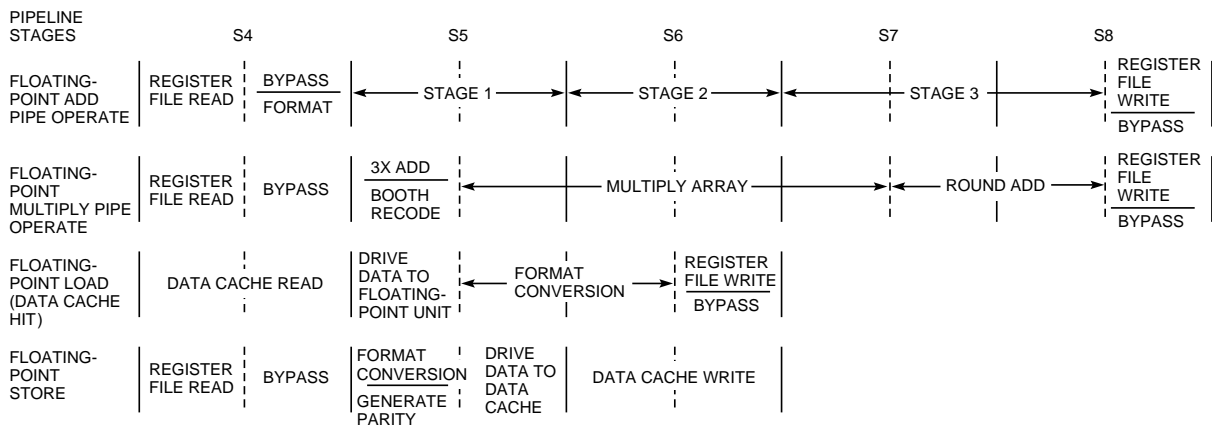 PIPELINE
STAGES
S4 S5 S6 S7 S8
FLOATING-
POINT ADD
PIPE OPERATE
REGISTER
FILE READ
BYPASS
FORMAT
STAGE 1
STAGE 2
STAGE 3
REGISTER
FILE
WRITE
BYPASS
FLOATING-
POINT
MULTIPLY PIPE
OPERATE
REGISTER
FILE READ
BYPASS
3X ADD
BOOTH
RECODE
MULTIPLY ARRAY
ROUND ADD
REGISTER
FILE
WRITE
BYPASS
FLOATING-
POINT LOAD
(DATA CACHE
HIT)
DATA CACHE READ
DRIVE
DATA TO
FLOATING-
POINT UNIT
FORMAT
CONVERSION
REGISTER
FILE WRITE
BYPASS
FLOATING-
POINT
STORE
REGISTER
FILE READ
BYPASS
FORMAT
CONVERSION
GENERATE
PARITY
DRIVE
DATA TO
DATA
CACHE
DATA CACHE WRITE